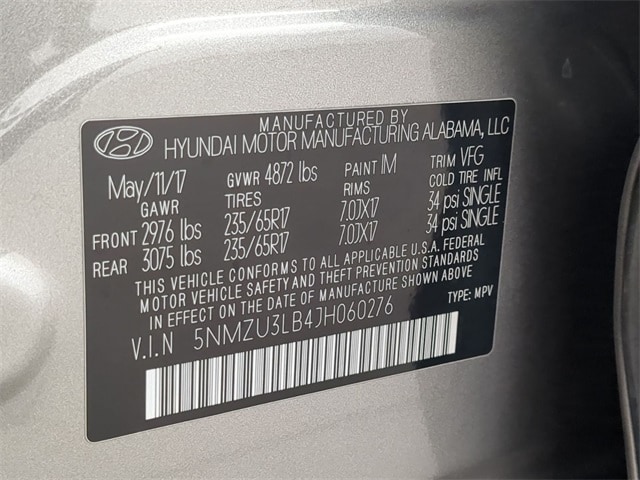 MANUFACTURED BY
HYUNDAI MOTOR MANUFACTURING ALABAMA, LLC
May/11/17 GVWR 4872 lbs PAINT IM TRIM VFG
GAWR TIRES RIMS COLD TIRE INFL
FRONT 2976 lbs 235/65R17 7.0JX17 34 psi SINGLE
REAR 3075 lbs 235/65R17 7.0JX17 34 psi SINGLE
THIS VEHICLE CONFORMS TO ALL APPLICABLE U.S.A. FEDERAL
MOTOR VEHICLE SAFETY AND THEFT PREVENTION STANDARDS
IN EFFECT ON THE DATE OF MANUFACTURE SHOWN ABOVE
V.I.N 5NMZU3LB4JH060276 TYPE: MPV